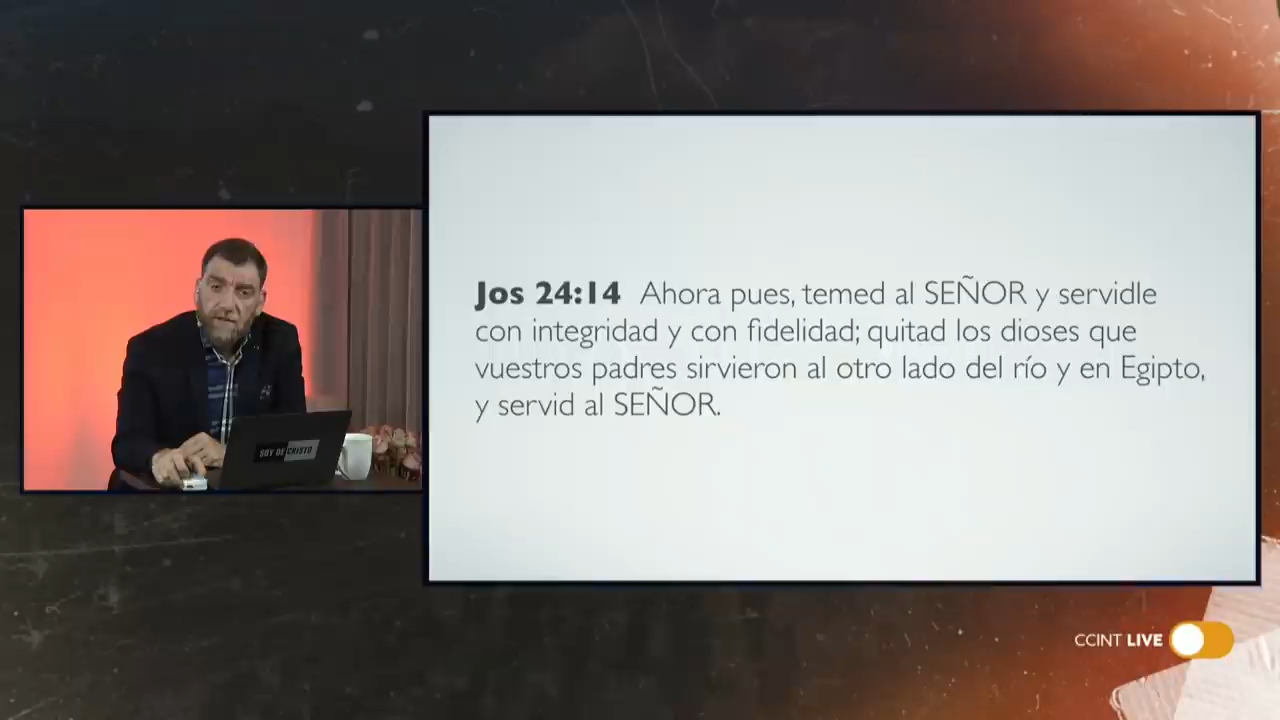 Jos 24:14 Ahora pues, temed al SEÑOR y servidle
con integridad y con fidelidad; quitad los dioses que
vuestros padres sirvieron al otro lado del río y en Egipto,
y servid al SEÑOR.
SOY DE CRISTO
CCINT LIVE